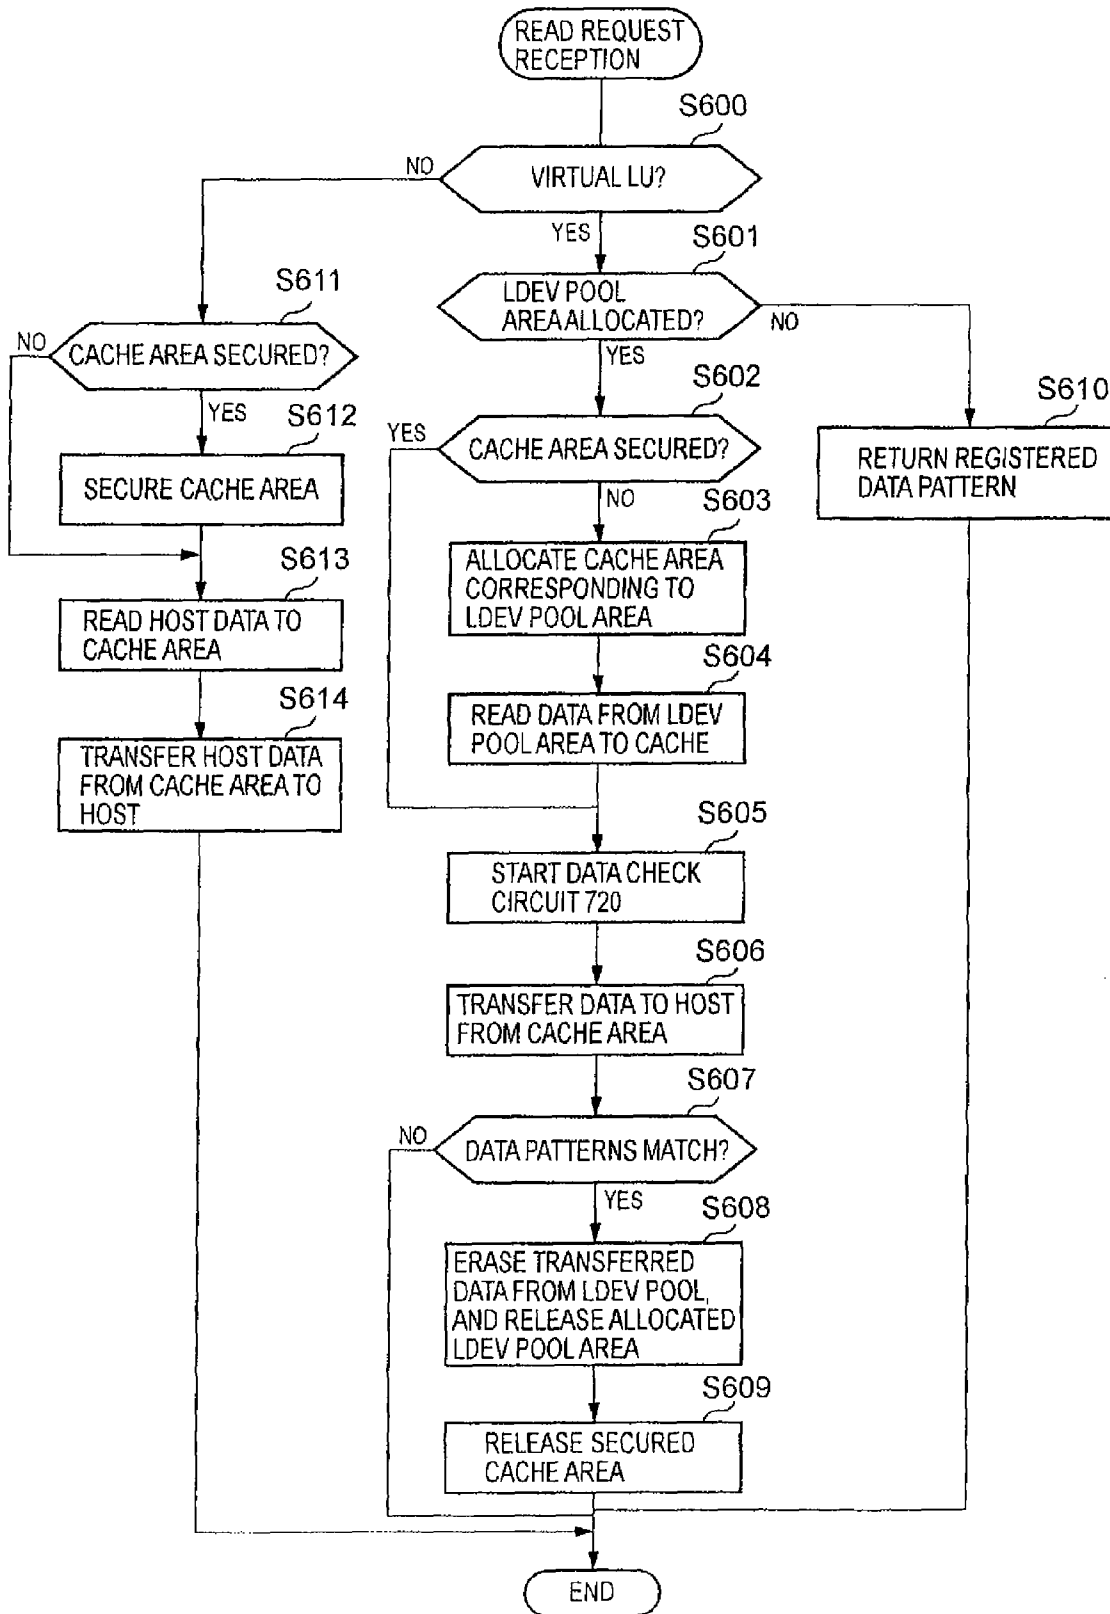 READ REQUEST
RECEPTION
S600
VIRTUAL LU?
NO
YES
S601
LDEV POOL
AREA ALLOCATED?
NO
YES
S611
CACHE AREA SECURED?
NO
YES
S602
CACHE AREA SECURED?
YES
NO
S610
RETURN REGISTERED
DATA PATTERN
S612
SECURE CACHE AREA
S603
ALLOCATE CACHE AREA
CORRESPONDING TO
LDEV POOL AREA
S613
READ HOST DATA TO
CACHE AREA
S604
READ DATA FROM LDEV
POOL AREA TO CACHE
S614
TRANSFER HOST DATA
FROM CACHE AREA TO
HOST
S605
START DATA CHECK
CIRCUIT 720
S606
TRANSFER DATA TO HOST
FROM CACHE AREA
S607
DATA PATTERNS MATCH?
NO
YES
S608
ERASE TRANSFERRED
DATA FROM LDEV POOL,
AND RELEASE ALLOCATED
LDEV POOL AREA
S609
RELEASE SECURED
CACHE AREA
END